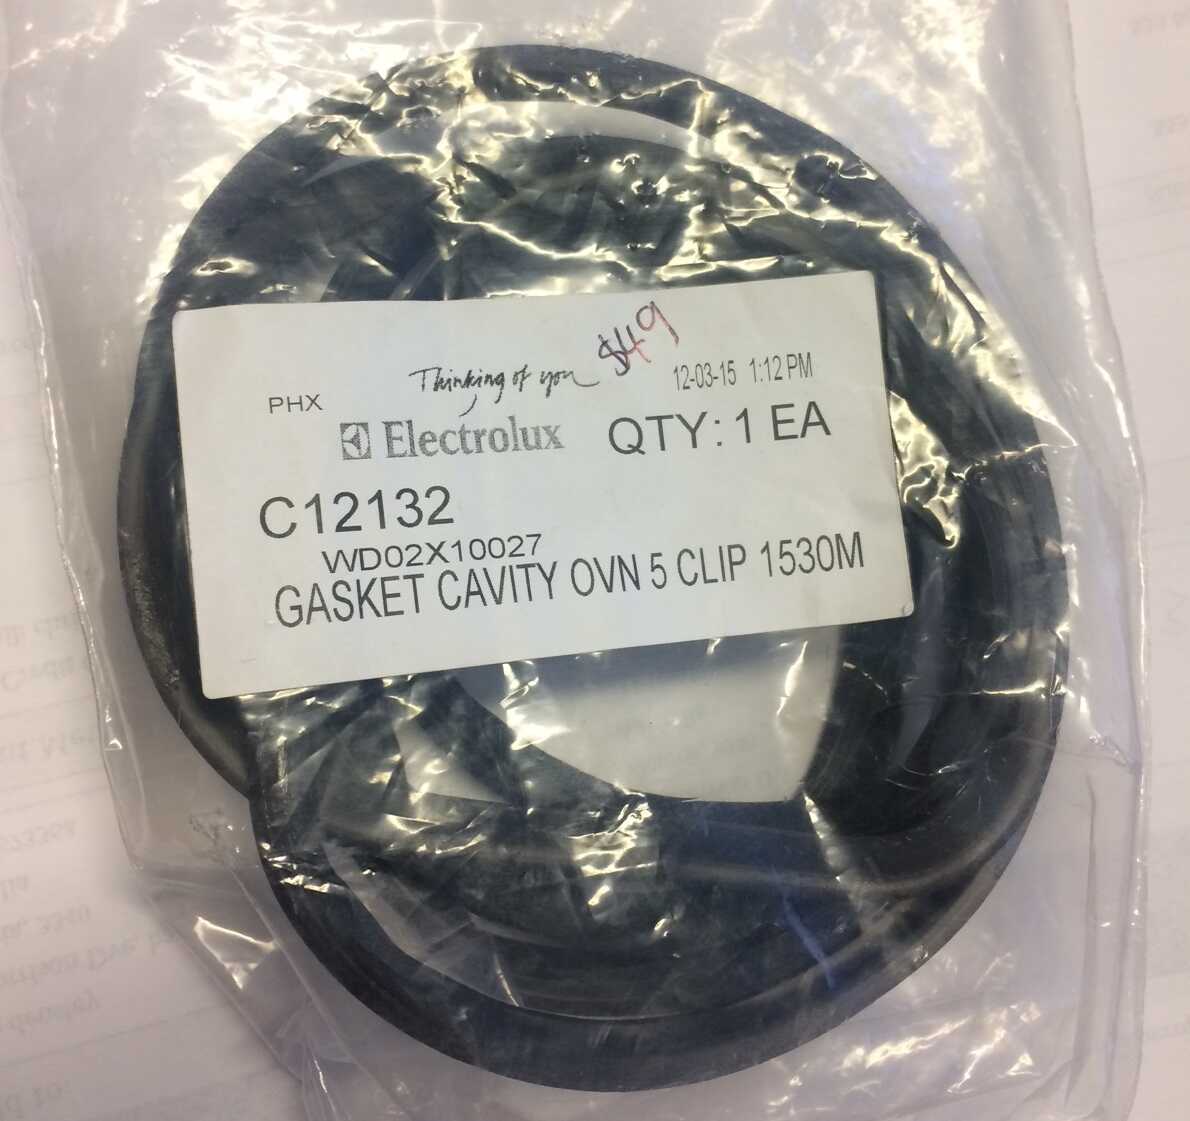 $49
Thinking of you
12-03-15 1:12 PM
PHX
Electrolux
QTY: 1 EA
C12132
WD02X10027
GASKET CAVITY OVN 5 CLIP 1530M